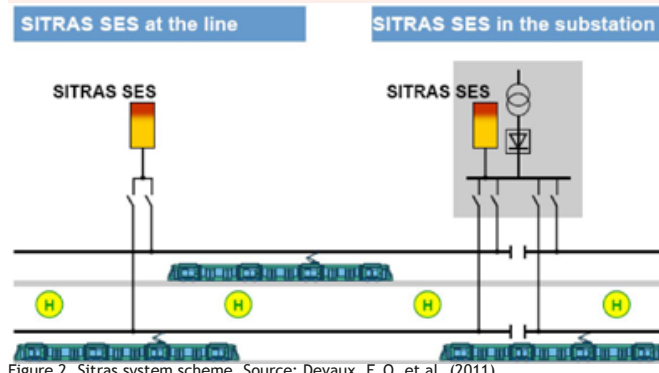 SITRAS SES at the line
SITRAS SES in the substation
SITRAS SES
SITRAS SES
H
H
H
H
Figure 2. Sitras system scheme. Source: Devaux, F. O. et al. (2011)